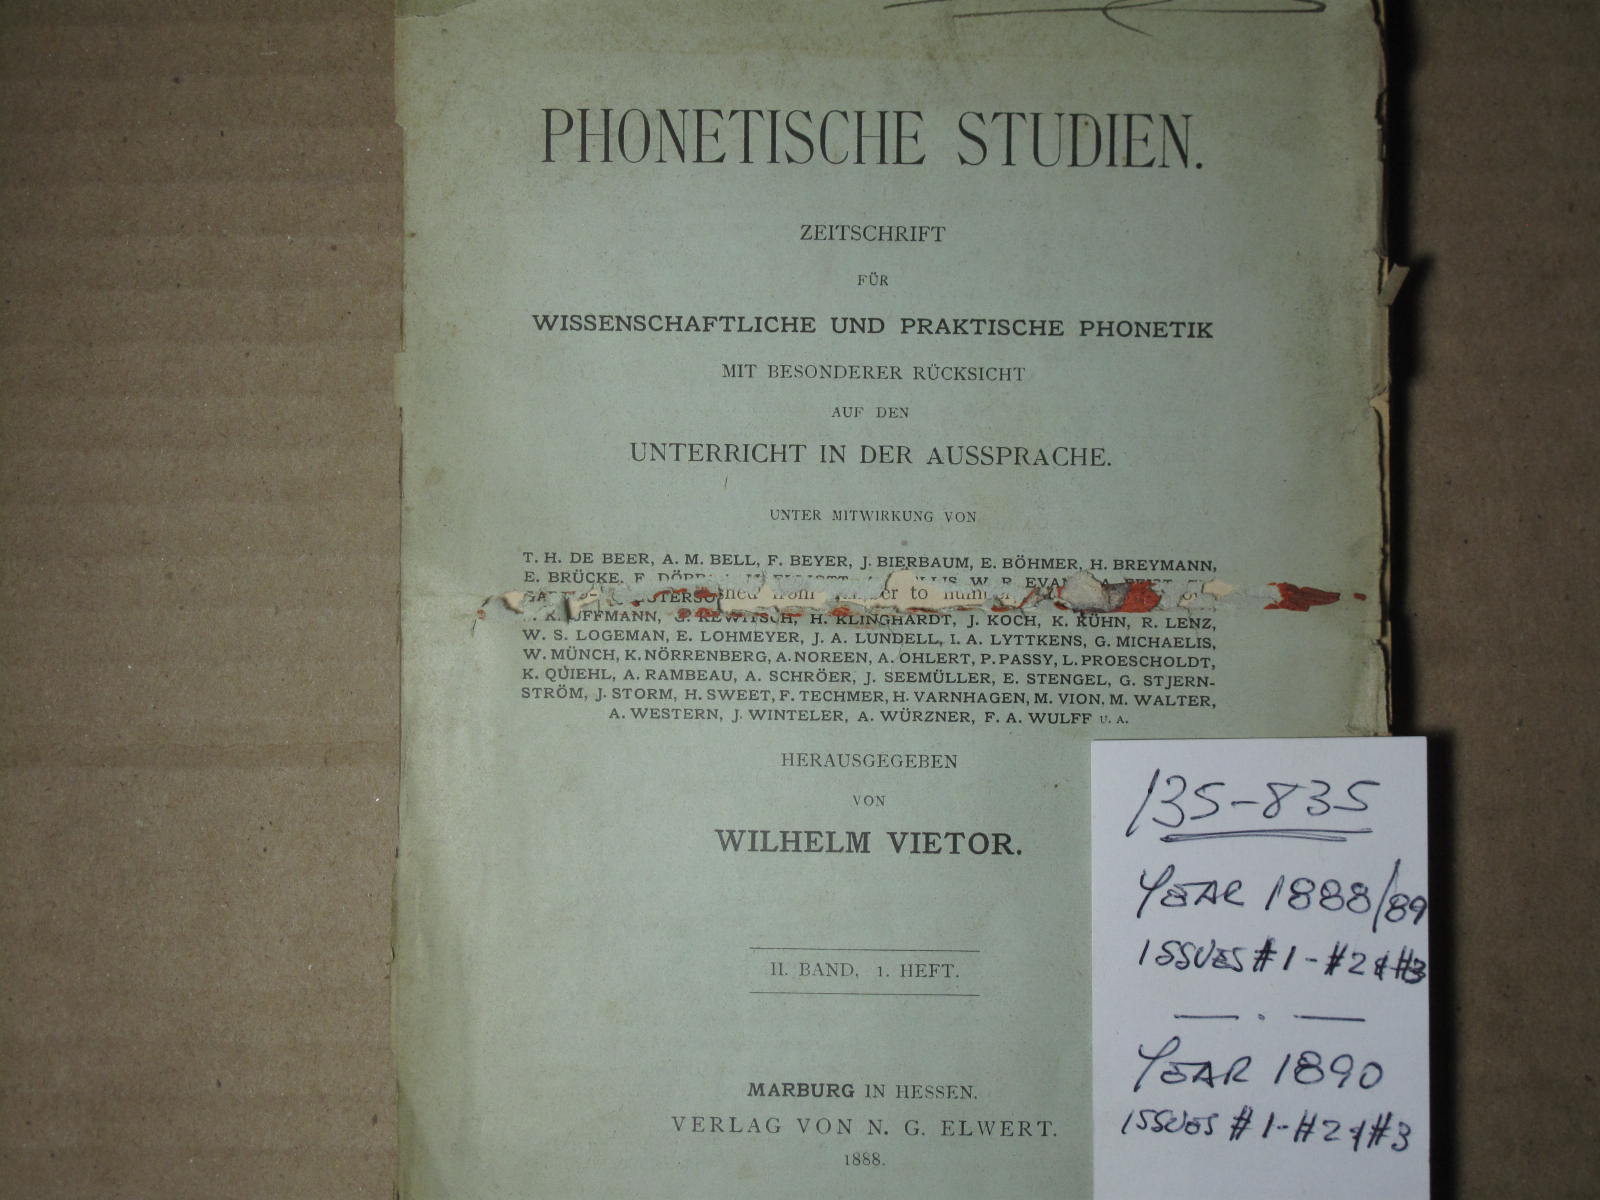 PHONETISCHE STUDIEN.
ZEITSCHRIFT
FÜR
WISSENSCHAFTLICHE UND PRAKTISCHE PHONETIK
MIT BESONDERER RÜCKSICHT
AUF DEN
UNTERRICHT IN DER AUSSPRACHE.
UNTER MITWIRKUNG VON
T. H. DE BEER, A. M. BELL, F. BEYER, J. BIERBAUM, E. BÖHMER, H. BREYMANN,
E. BRÜCKE, F. W. R.
from to
H. KLINGHARDT, J. KOCH, K. KÜHN, R. LENZ,
W. S. LOGEMAN, E. LOHMEYER, J. A. LUNDELL, I. A. LYTTKENS, G. MICHAELIS,
W. MÜNCH, K. NÖRRENBERG, A. NOREEN, A. OHLERT, P. PASSY, L. PROESCHOLDT,
K. QUIEHL, A. RAMBEAU, A. SCHRÖER, J. SEEMÜLLER, E. STENGEL, G. STJERN-
STRÖM, J. STORM, H. SWEET, F. TECHMER, H. VARNHAGEN, M. VION, M. WALTER,
A. WESTERN, J. WINTELER, A. WÜRZNER, F. A. WULFF U. A.
HERAUSGEGEBEN
VON
WILHELM VIETOR.
II. BAND, 1. HEFT.
MARBURG IN HESSEN.
VERLAG VON N. G. ELWERT.
1888.
135-835
YEAR 1888/89
ISSUES #1-#2 & #3
YEAR 1890
ISSUES #1-#2 & #3